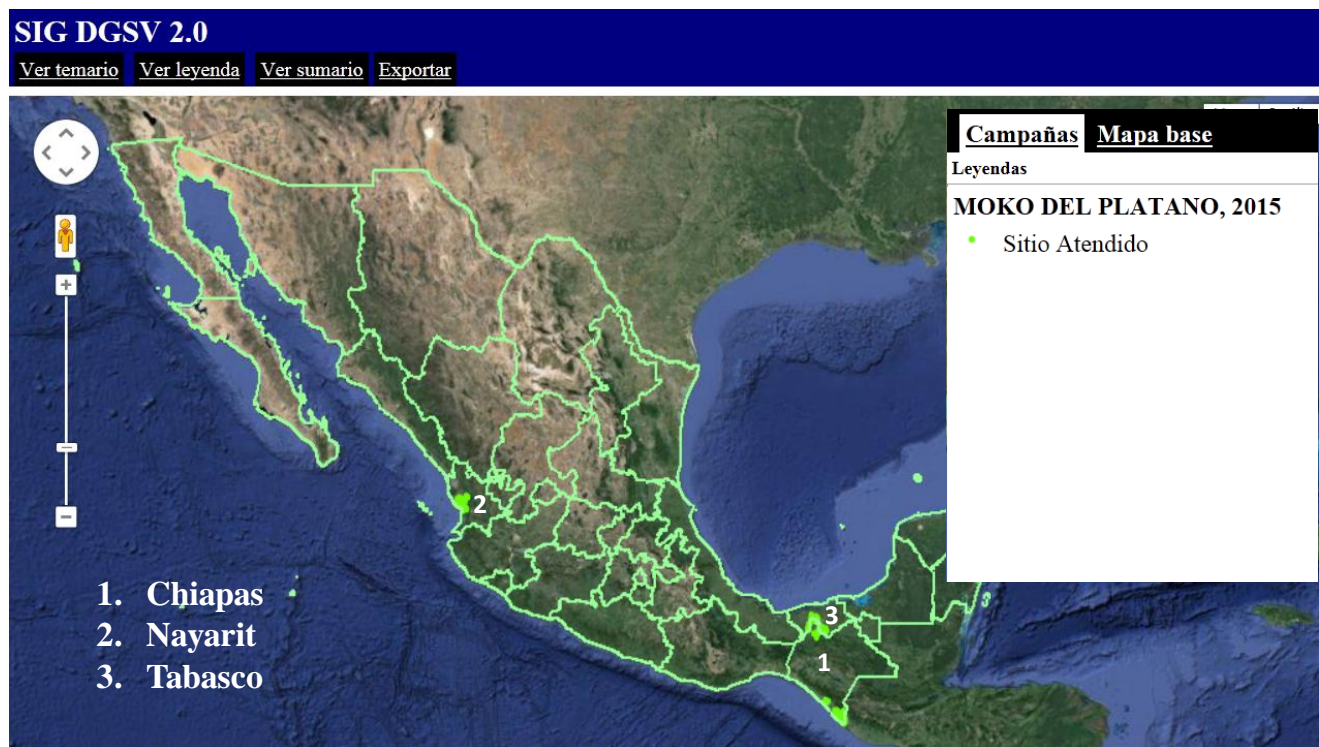 SIG DGSV 2.0
Ver temario Ver leyenda Ver sumario Exportar
Campañas Mapa base
Leyendas
MOKO DEL PLATANO, 2015
Sitio Atendido
2
3
1
1. Chiapas
2. Nayarit
3. Tabasco